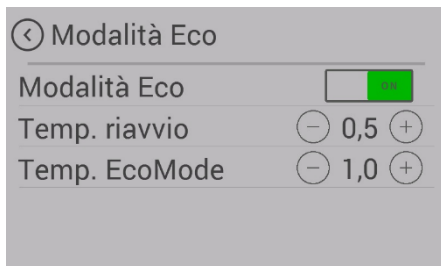 Modalità Eco
Modalità Eco ON
Temp. riavvio - 0,5 +
Temp. EcoMode - 1,0 +